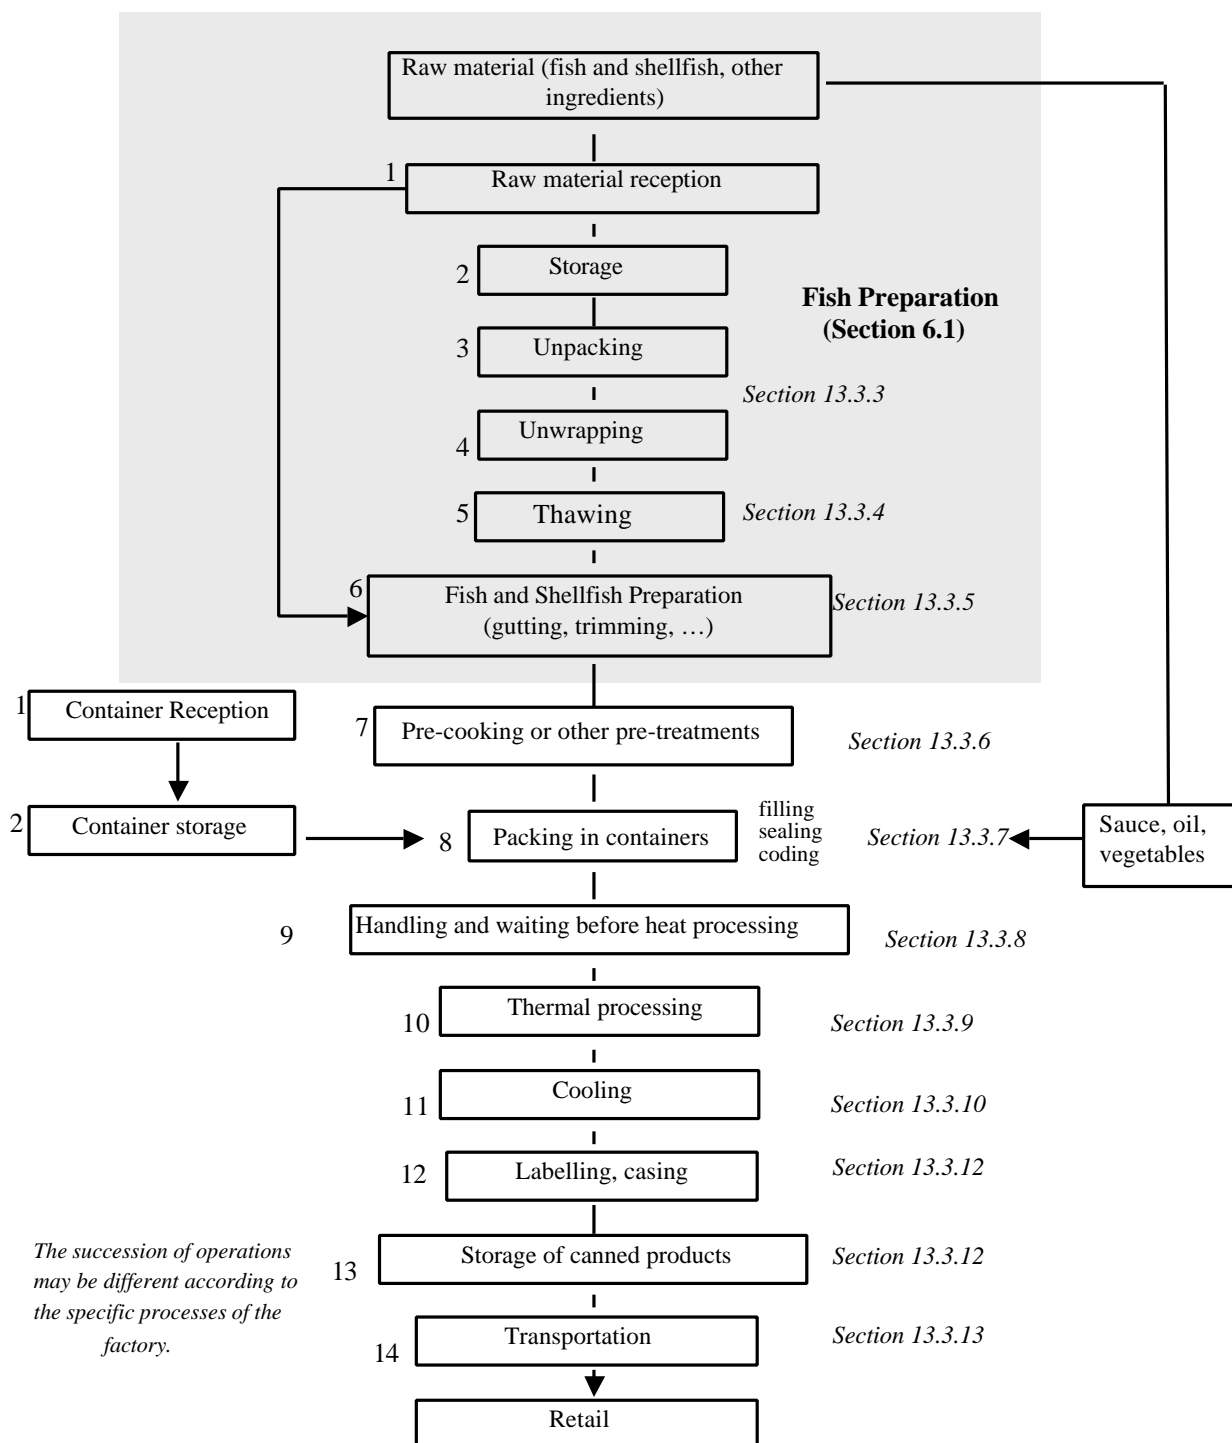 Raw material (fish and shellfish, other
ingredients)
1
Raw material reception
2
Storage
Fish Preparation
(Section 6.1)
3
Unpacking
Section 13.3.3
4
Unwrapping
5
Thawing
Section 13.3.4
6
Fish and Shellfish Preparation
(gutting, trimming, …)
Section 13.3.5
1
Container Reception
7
Pre-cooking or other pre-treatments
Section 13.3.6
2
Container storage
8
Packing in containers
filling
sealing
coding
Section 13.3.7
Sauce, oil,
vegetables
9
Handling and waiting before heat processing
Section 13.3.8
10
Thermal processing
Section 13.3.9
11
Cooling
Section 13.3.10
12
Labelling, casing
Section 13.3.12
The succession of operations
may be different according to
the specific processes of the
factory.
13
Storage of canned products
Section 13.3.12
14
Transportation
Section 13.3.13
Retail